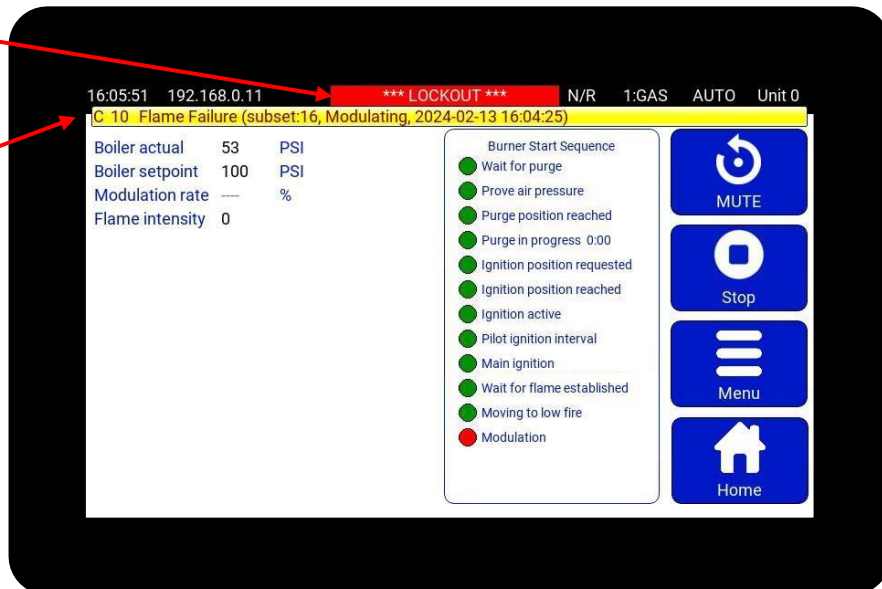 16:05:51 192.168.0.11 *** LOCKOUT *** N/R 1:GAS AUTO Unit 0
C 10 Flame Failure (subset:16, Modulating, 2024-02-13 16:04:25)
Boiler actual 53 PSI
Boiler setpoint 100 PSI
Modulation rate ---- %
Flame intensity 0
Burner Start Sequence
Wait for purge
Prove air pressure
Purge position reached
Purge in progress 0:00
Ignition position requested
Ignition position reached
Ignition active
Pilot ignition interval
Main ignition
Wait for flame established
Moving to low fire
Modulation
MUTE
Stop
Menu
Home